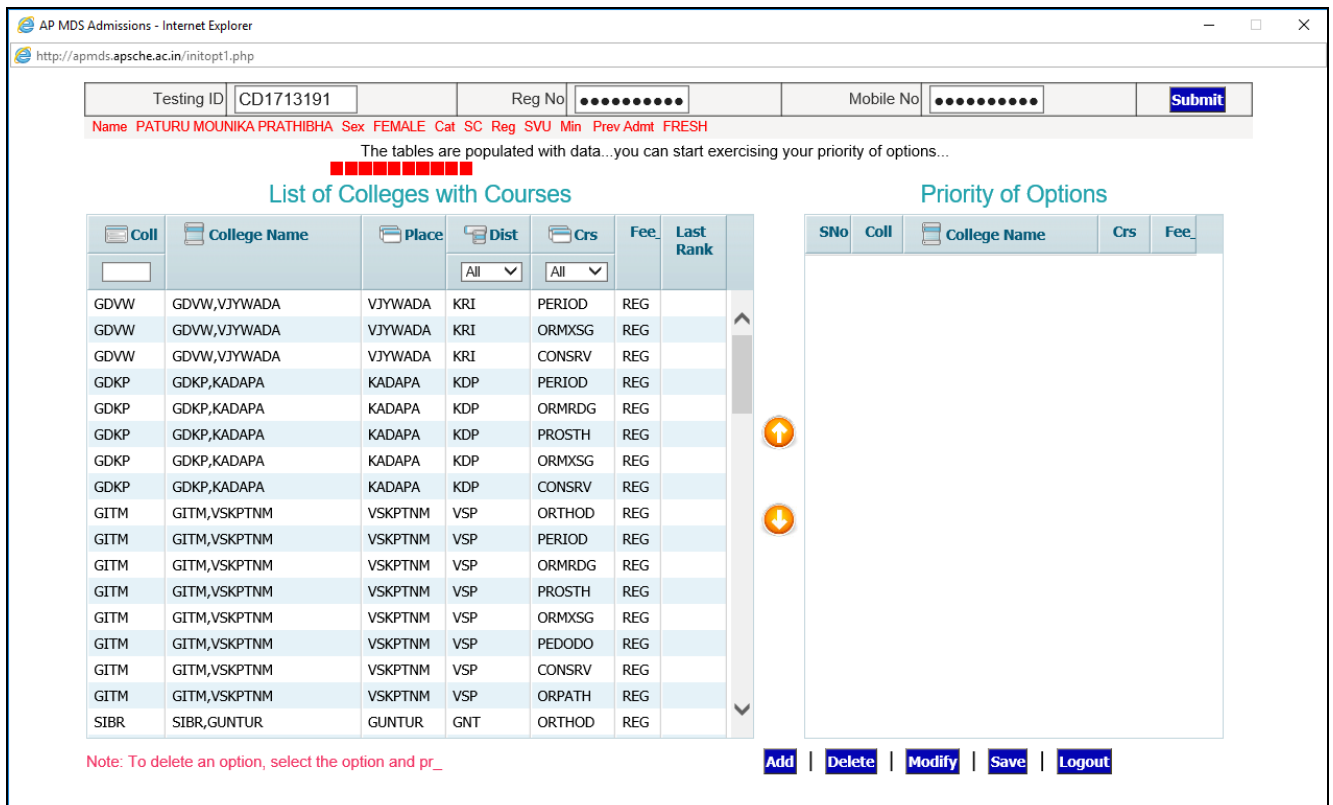 AP MDS Admissions - Internet Explorer
http://apmds.apsche.ac.in/initopt1.php
Testing ID CD1713191 Reg No ●●●●●●●●●● Mobile No ●●●●●●●●●● Submit
Name PATURU MOUNIKA PRATHIBHA Sex FEMALE Cat SC Reg SVU Min Prev Admt FRESH
The tables are populated with data...you can start exercising your priority of options...
List of Colleges with Courses
Coll College Name Place Dist Crs Fee_ Last Rank
All All
GDVW GDVW,VJYWADA VJYWADA KRI PERIOD REG
GDVW GDVW,VJYWADA VJYWADA KRI ORMXSG REG
GDVW GDVW,VJYWADA VJYWADA KRI CONSRV REG
GDKP GDKP,KADAPA KADAPA KDP PERIOD REG
GDKP GDKP,KADAPA KADAPA KDP ORMRDG REG
GDKP GDKP,KADAPA KADAPA KDP PROSTH REG
GDKP GDKP,KADAPA KADAPA KDP ORMXSG REG
GDKP GDKP,KADAPA KADAPA KDP CONSRV REG
GITM GITM,VSKPTNM VSKPTNM VSP ORTHOD REG
GITM GITM,VSKPTNM VSKPTNM VSP PERIOD REG
GITM GITM,VSKPTNM VSKPTNM VSP ORMRDG REG
GITM GITM,VSKPTNM VSKPTNM VSP PROSTH REG
GITM GITM,VSKPTNM VSKPTNM VSP ORMXSG REG
GITM GITM,VSKPTNM VSKPTNM VSP PEDODO REG
GITM GITM,VSKPTNM VSKPTNM VSP CONSRV REG
GITM GITM,VSKPTNM VSKPTNM VSP ORPATH REG
SIBR SIBR,GUNTUR GUNTUR GNT ORTHOD REG
Priority of Options
SNo Coll College Name Crs Fee_
Note: To delete an option, select the option and pr_
Add | Delete | Modify | Save | Logout